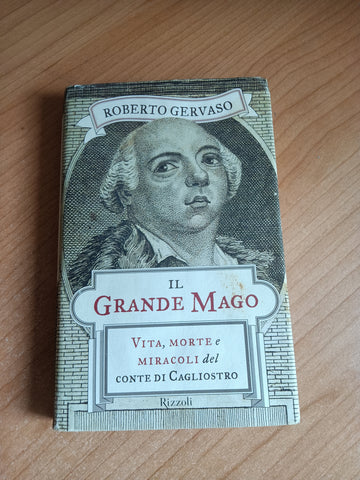 ROBERTO GERVASO
IL
GRANDE MAGO
VITA, MORTE e
MIRACOLI del
CONTE DI CAGLIOSTRO
Rizzoli